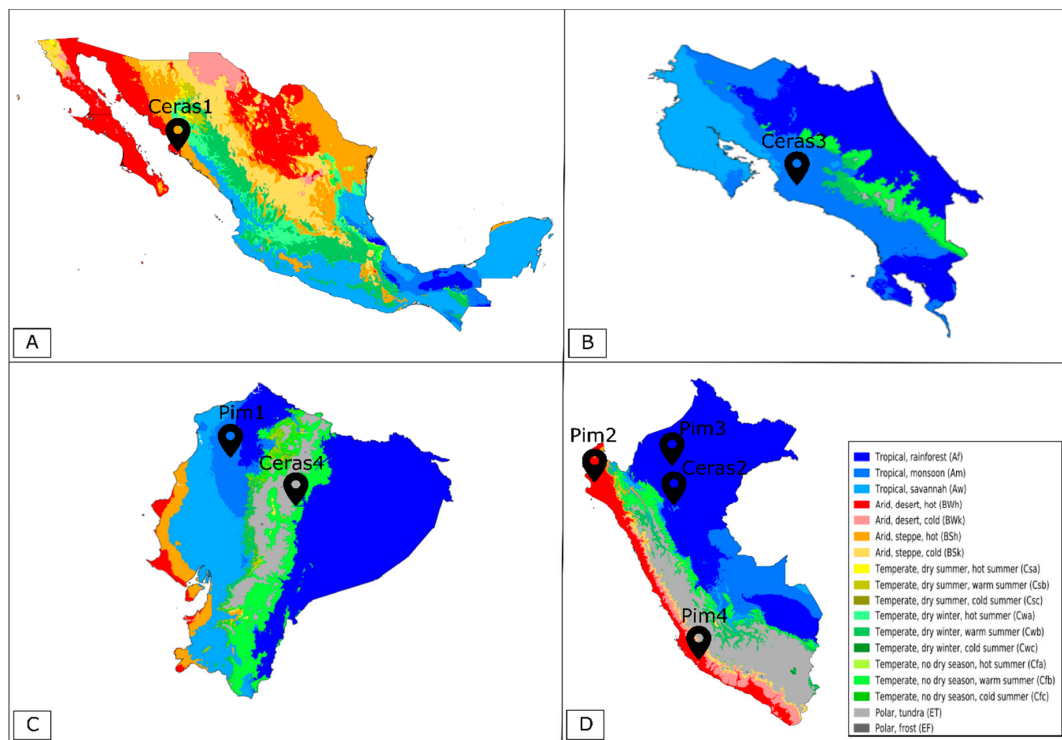 Ceras1
A
Ceras3
B
Pim1
Ceras4
C
Pim3
Pim2
Ceras2
Pim4
D
Tropical, rainforest (Af)
Tropical, monsoon (Am)
Tropical, savannah (Aw)
Arid, desert, hot (BWh)
Arid, desert, cold (BWk)
Arid, steppe, hot (BSh)
Arid, steppe, cold (BSk)
Temperate, dry summer, hot summer (Csa)
Temperate, dry summer, warm summer (Csb)
Temperate, dry summer, cold summer (Csc)
Temperate, dry winter, hot summer (Cwa)
Temperate, dry winter, warm summer (Cwb)
Temperate, dry winter, cold summer (Cwc)
Temperate, no dry season, hot summer (Cfa)
Temperate, no dry season, warm summer (Cfb)
Temperate, no dry season, cold summer (Cfc)
Polar, tundra (ET)
Polar, frost (EF)